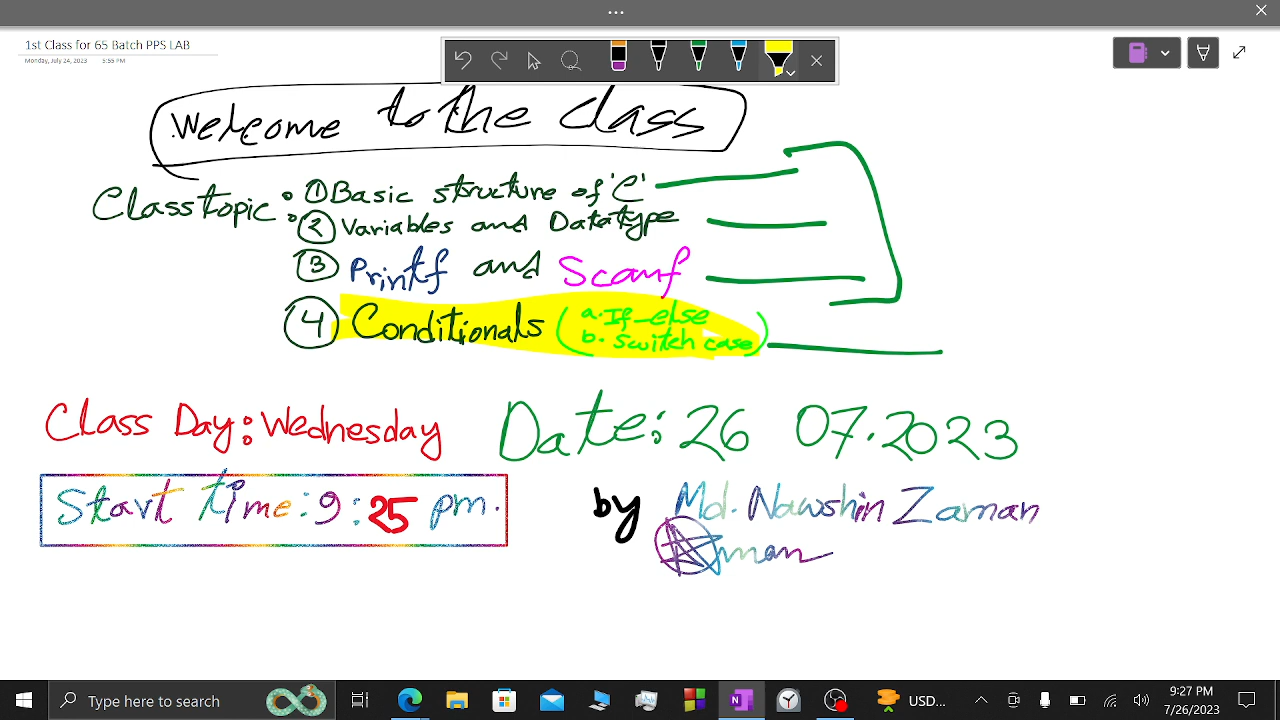 1st Class for 65 Batch PPS LAB
Monday, July 24, 2023 5:55 PM
Welcome to the class
Class topic : ① Basic structure of 'C'
② Variables and Datatype
③ Printf and Scanf
④ Conditionals ( a. If-else
b. Switch case )
Class Day: Wednesday Date: 26 07.2023
Start time: 9:25 pm.
by Md. Nawshin Zaman
Type here to search
USD...
9:27 PM
7/26/2023